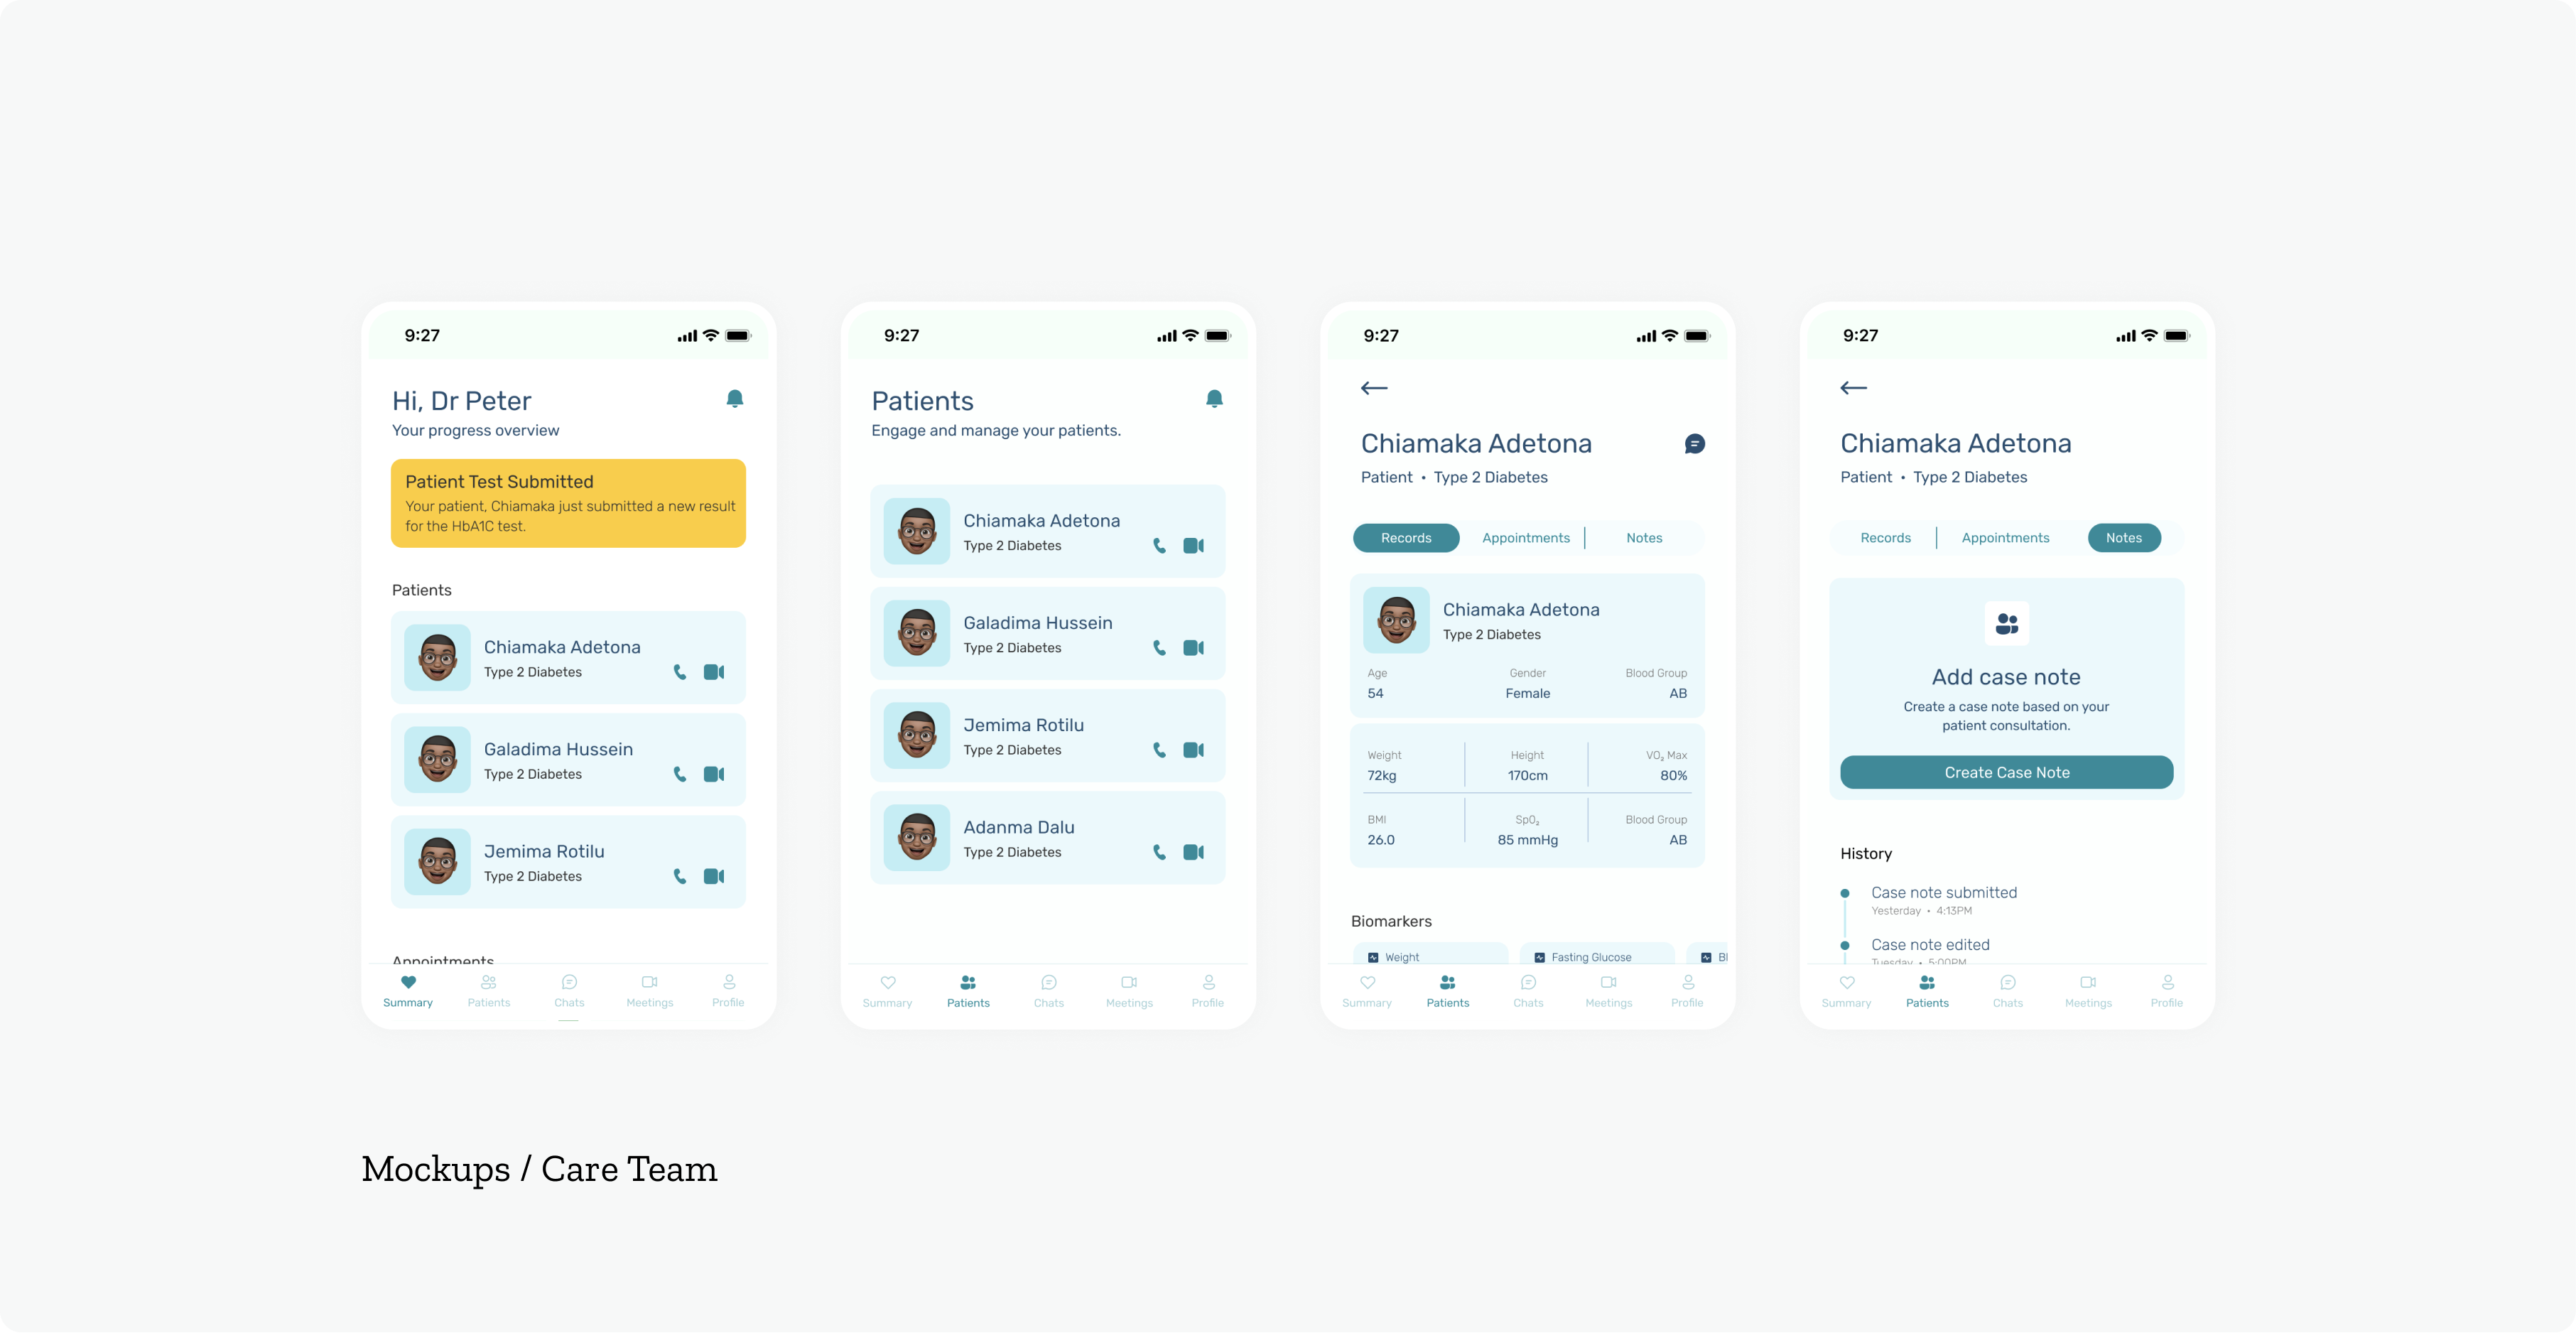 9:27
Hi, Dr Peter
Your progress overview
Patient Test Submitted
Your patient, Chiamaka just submitted a new result
for the HbA1C test.
Patients
Chiamaka Adetona
Type 2 Diabetes
Galadima Hussein
Type 2 Diabetes
Jemima Rotilu
Type 2 Diabetes
Appointments
Summary Patients Chats Meetings Profile
9:27
Patients
Engage and manage your patients.
Chiamaka Adetona
Type 2 Diabetes
Galadima Hussein
Type 2 Diabetes
Jemima Rotilu
Type 2 Diabetes
Adanma Dalu
Type 2 Diabetes
Summary Patients Chats Meetings Profile
9:27
Chiamaka Adetona
Patient • Type 2 Diabetes
Records Appointments Notes
Chiamaka Adetona
Type 2 Diabetes
Age Gender Blood Group
54 Female AB
Weight Height VO₂ Max
72kg 170cm 80%
BMI SpO₂ Blood Group
26.0 85 mmHg AB
Biomarkers
Weight Fasting Glucose Bl
Summary Patients Chats Meetings Profile
9:27
Chiamaka Adetona
Patient • Type 2 Diabetes
Records Appointments Notes
Add case note
Create a case note based on your
patient consultation.
Create Case Note
History
Case note submitted
Yesterday • 4:13PM
Case note edited
Tuesday • 5:00PM
Summary Patients Chats Meetings Profile
Mockups / Care Team